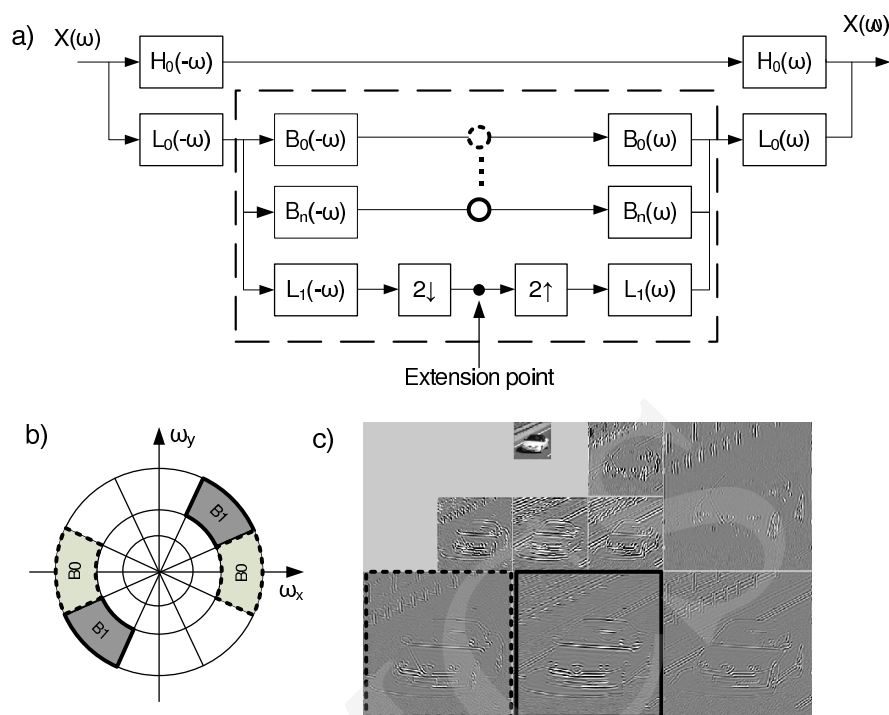 a)
X(ω)
X(ω)
H₀(-ω)
H₀(ω)
L₀(-ω)
B₀(-ω)
B₀(ω)
L₀(ω)
Bₙ(-ω)
Bₙ(ω)
L₁(-ω)
2↓
2↑
L₁(ω)
Extension point
b)
ωy
B1
B0
B0
ωx
B1
c)